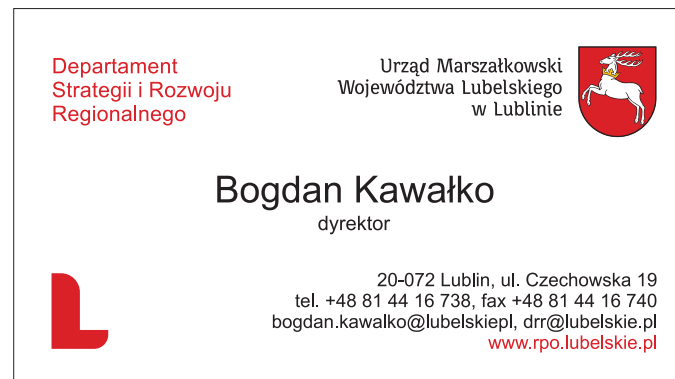 Departament
Strategii i Rozwoju
Regionalnego
Urząd Marszałkowski
Województwa Lubelskiego
w Lublinie
Bogdan Kawałko
dyrektor
20-072 Lublin, ul. Czechowska 19
tel. +48 81 44 16 738, fax +48 81 44 16 740
bogdan.kawalko@lubelskiepl, drr@lubelskie.pl
www.rpo.lubelskie.pl